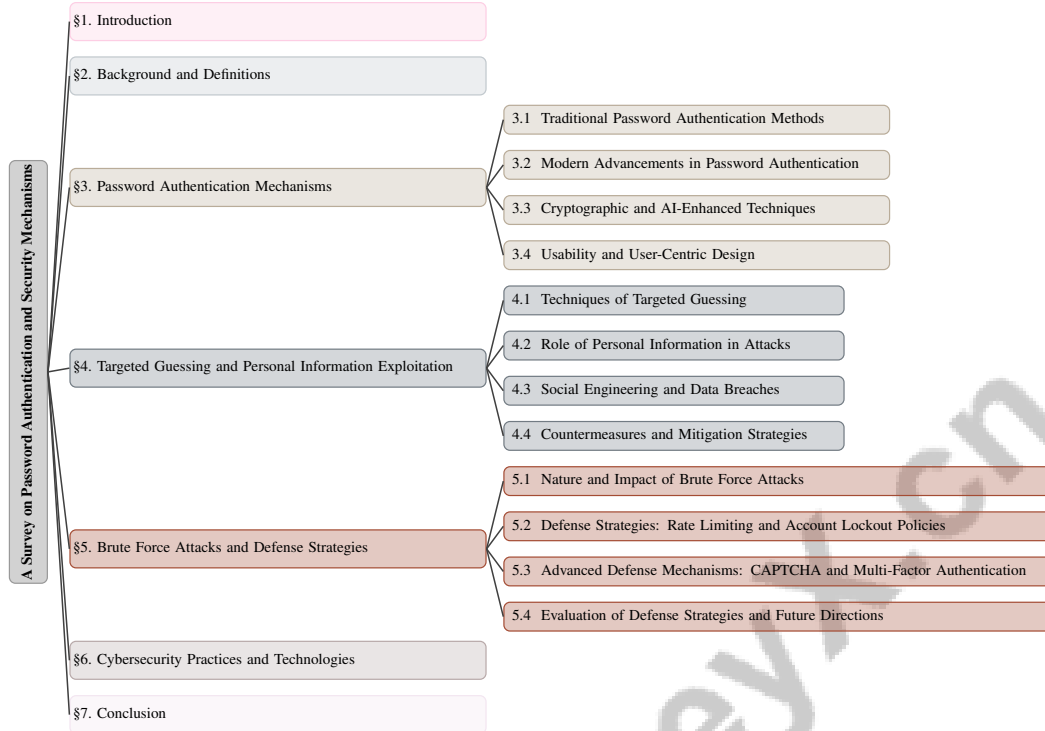 A Survey on Password Authentication and Security Mechanisms
§1. Introduction
§2. Background and Definitions
§3. Password Authentication Mechanisms
3.1 Traditional Password Authentication Methods
3.2 Modern Advancements in Password Authentication
3.3 Cryptographic and AI-Enhanced Techniques
3.4 Usability and User-Centric Design
§4. Targeted Guessing and Personal Information Exploitation
4.1 Techniques of Targeted Guessing
4.2 Role of Personal Information in Attacks
4.3 Social Engineering and Data Breaches
4.4 Countermeasures and Mitigation Strategies
§5. Brute Force Attacks and Defense Strategies
5.1 Nature and Impact of Brute Force Attacks
5.2 Defense Strategies: Rate Limiting and Account Lockout Policies
5.3 Advanced Defense Mechanisms: CAPTCHA and Multi-Factor Authentication
5.4 Evaluation of Defense Strategies and Future Directions
§6. Cybersecurity Practices and Technologies
§7. Conclusion
eyX.cn